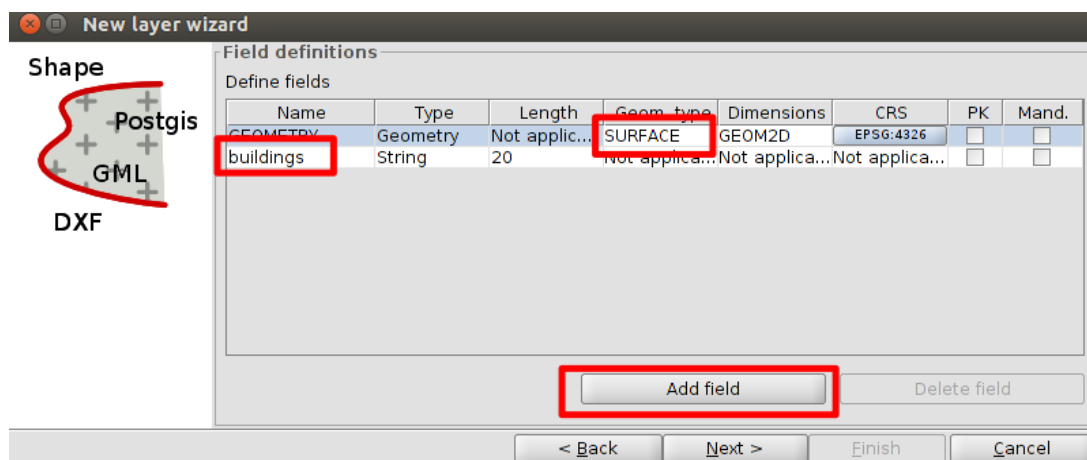 New layer wizard
Shape
Postgis
GML
DXF
Field definitions
Define fields
Name Type Length Geom. type Dimensions CRS PK Mand.
GEOMETRY Geometry Not applic... SURFACE GEOM2D EPSG:4326
buildings String 20 Not applica... Not applica... Not applica...
Add field Delete field
< Back Next > Finish Cancel